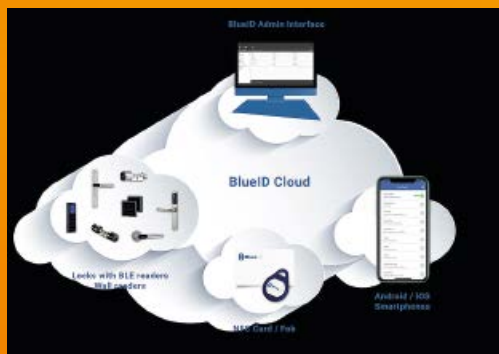 BlueID Admin Interface
BlueID Cloud
Locks with BLE readers
Wall readers
NFC Card / Fob
Android / iOS
Smartphones